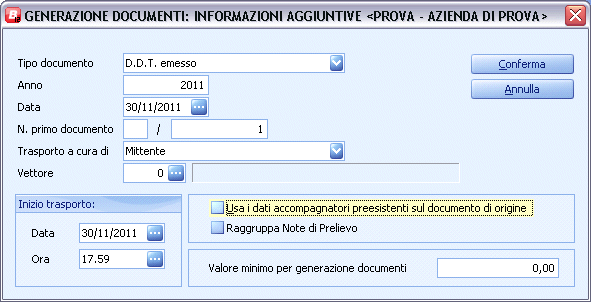 GENERAZIONE DOCUMENTI: INFORMAZIONI AGGIUNTIVE <PROVA - AZIENDA DI PROVA>
Tipo documento D.D.T. emesso Conferma
Anno 2011 Annulla
Data 30/11/2011 ...
N. primo documento / 1
Trasporto a cura di Mittente
Vettore 0 ...
Inizio trasporto:
Data 30/11/2011 ...
Ora 17.59 ...
Usa i dati accompagnatori preesistenti sul documento di origine
Raggruppa Note di Prelievo
Valore minimo per generazione documenti 0,00